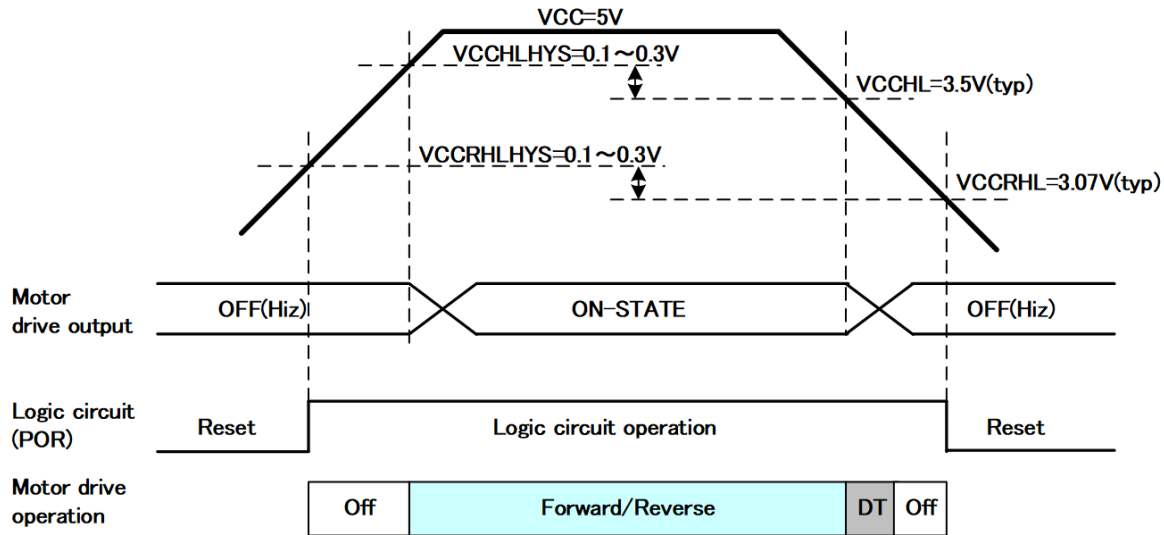 VCC=5V
VCCHLHYS=0.1～0.3V
VCCHL=3.5V(typ)
VCCRHLHYS=0.1～0.3V
VCCRHL=3.07V(typ)
Motor
drive output
OFF(Hiz)
ON-STATE
OFF(Hiz)
Logic circuit
(POR)
Reset
Logic circuit operation
Reset
Motor drive
operation
Off
Forward/Reverse
DT
Off